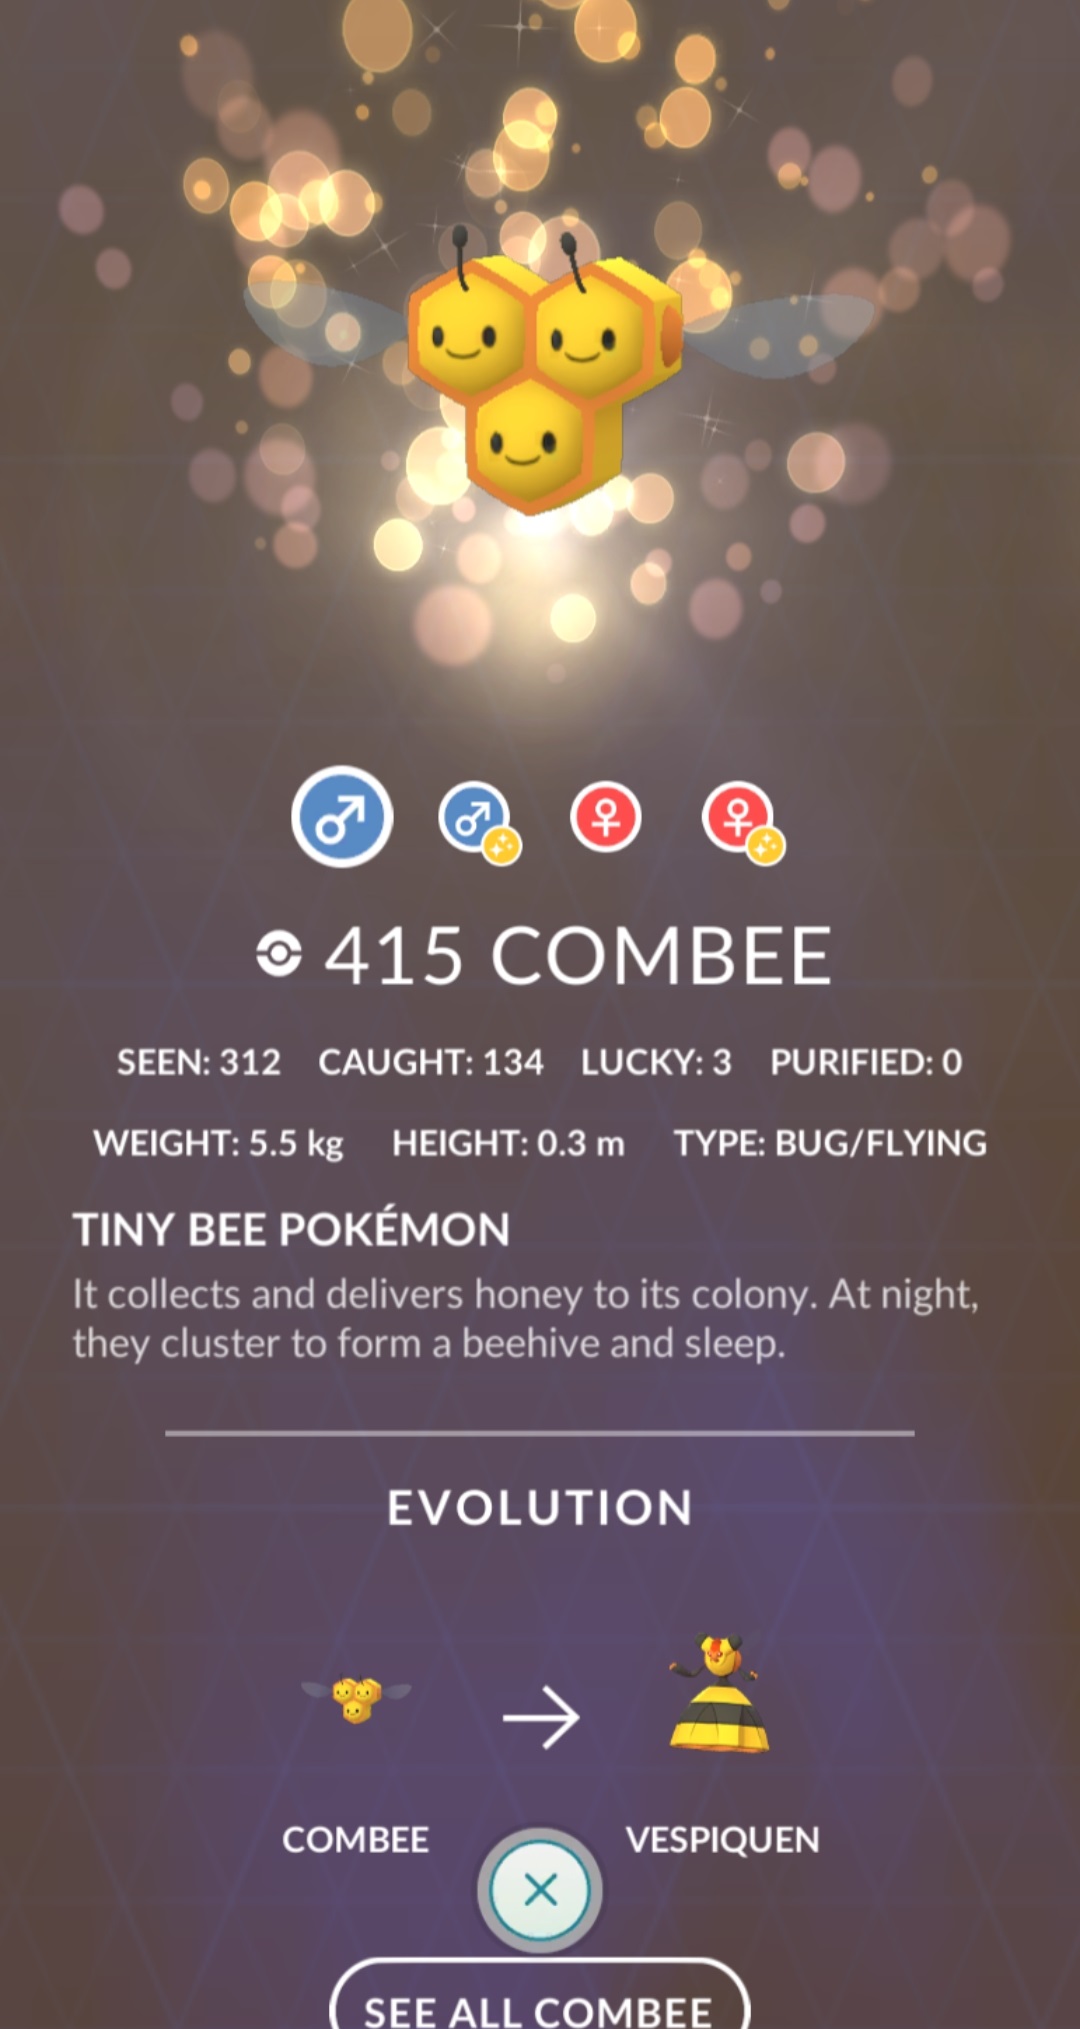 415 COMBEE
SEEN: 312 CAUGHT: 134 LUCKY: 3 PURIFIED: 0
WEIGHT: 5.5 kg HEIGHT: 0.3 m TYPE: BUG/FLYING
TINY BEE POKÉMON
It collects and delivers honey to its colony. At night,
they cluster to form a beehive and sleep.
EVOLUTION
COMBEE VESPIQUEN
SEE ALL COMBEE